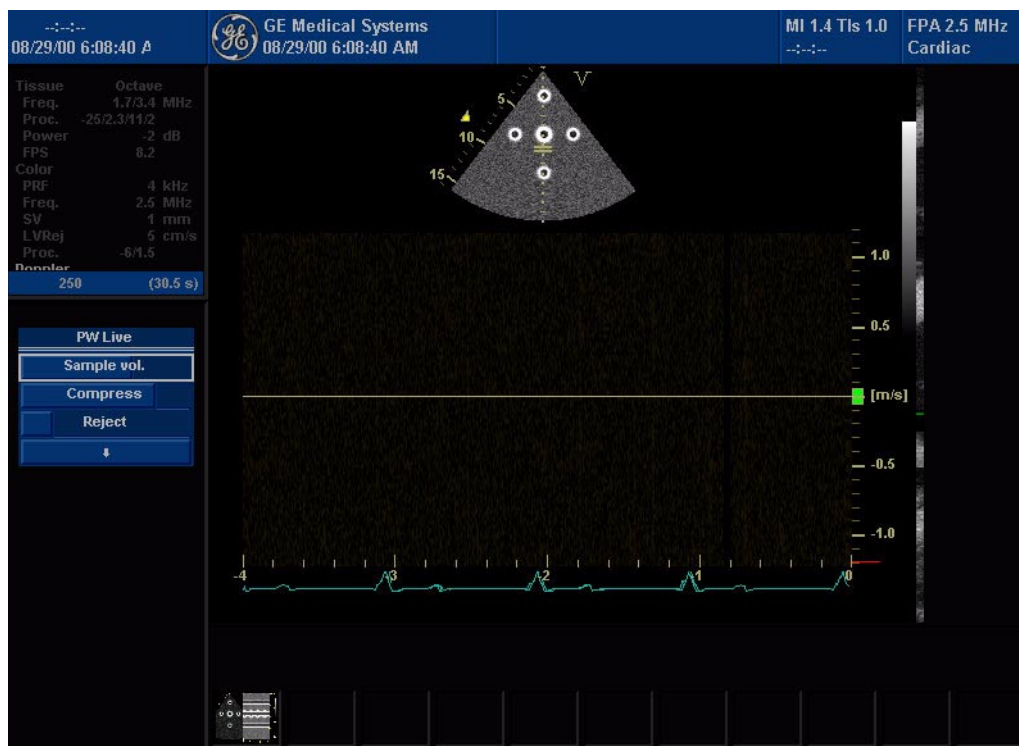 --:--:--
08/29/00 6:08:40 A
GE Medical Systems
08/29/00 6:08:40 AM
MI 1.4 TIs 1.0
--:--:--
FPA 2.5 MHz
Cardiac
Tissue Octave
Freq. 1.7/3.4 MHz
Proc. -25/2.3/11/2
Power -2 dB
FPS 8.2
Color
PRF 4 kHz
Freq. 2.5 MHz
SV 1 mm
LVRej 5 cm/s
Proc. -6/1.5
Doppler
250 (30.5 s)
PW Live
Sample vol.
Compress
Reject
V
5
10
15
1.0
0.5
[m/s]
-0.5
-1.0
-4 -3 -2 -1 0